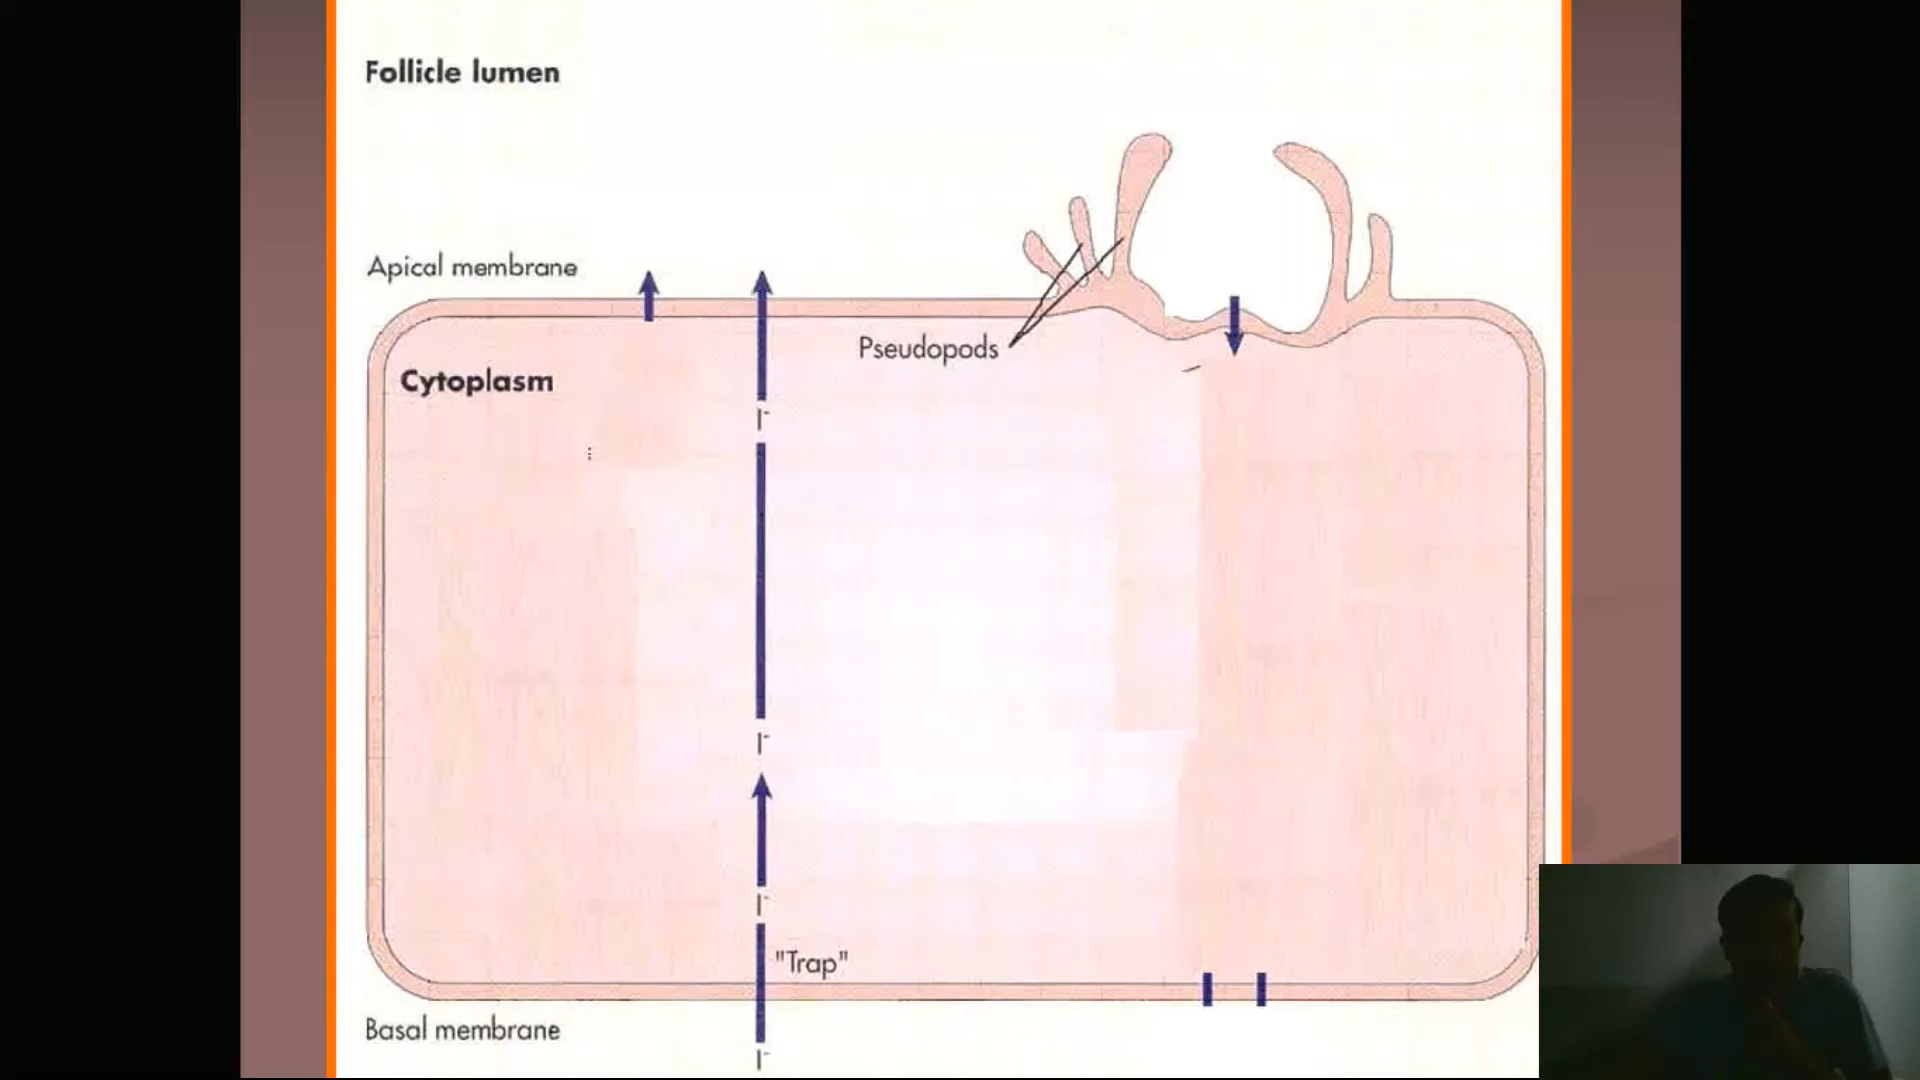 Follicle lumen
Apical membrane
Pseudopods
Cytoplasm
I⁻
I⁻
I⁻
"Trap"
Basal membrane
I⁻